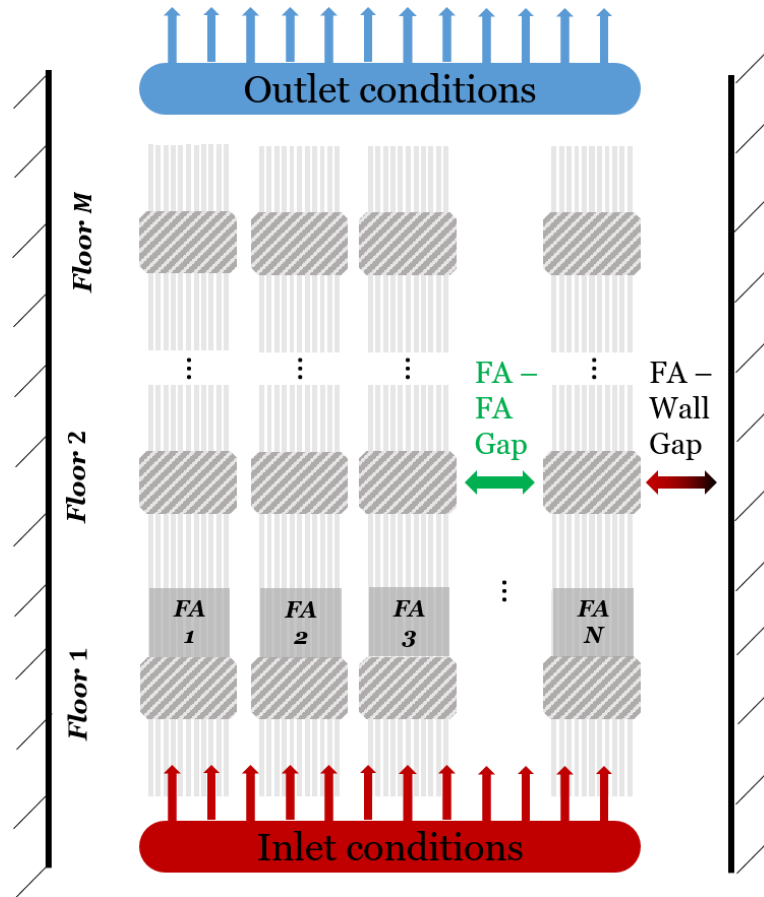 Outlet conditions
Floor M
...
...
...
...
FA –
FA
Gap
FA –
Wall
Gap
Floor 2
...
FA
1
FA
2
FA
3
FA
N
Floor 1
Inlet conditions